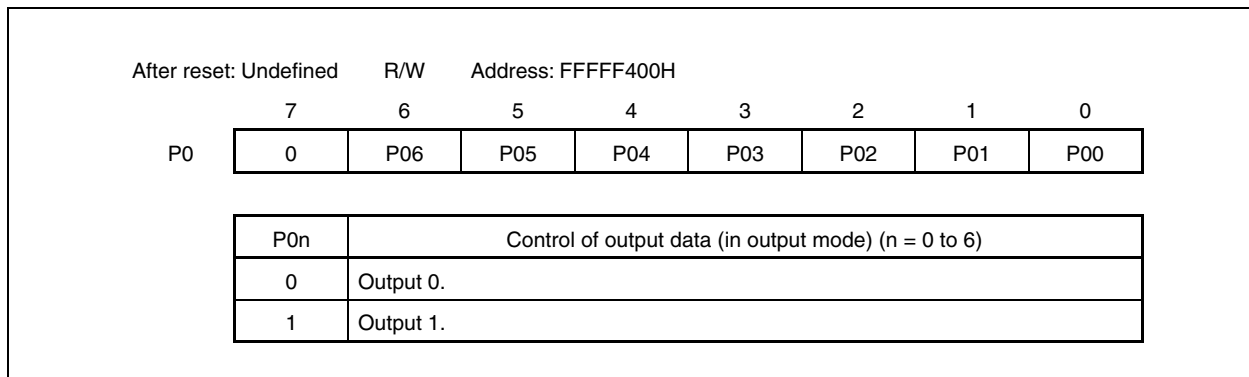 After reset: Undefined R/W Address: FFFFF400H
7 6 5 4 3 2 1 0
P0 0 P06 P05 P04 P03 P02 P01 P00
P0n Control of output data (in output mode) (n = 0 to 6)
0 Output 0.
1 Output 1.